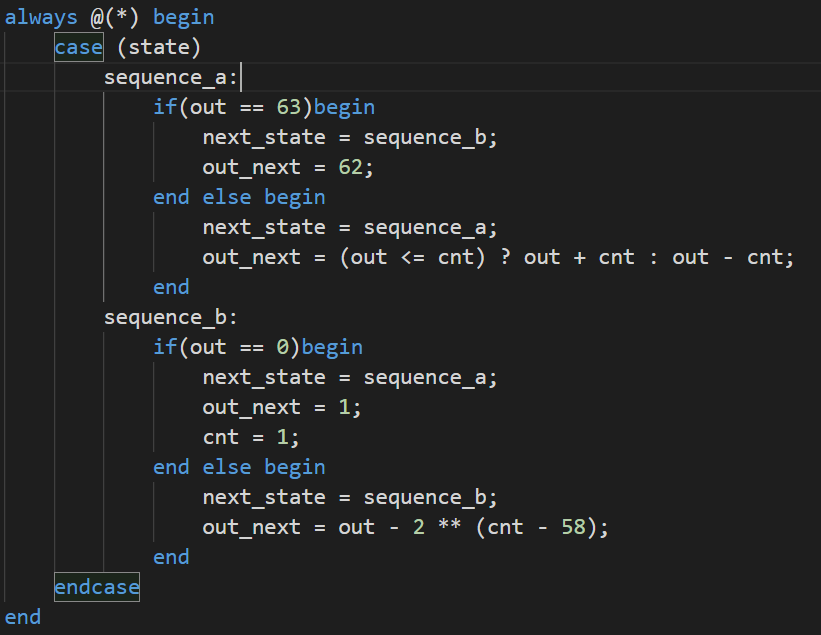 always @(*) begin
    case (state)
        sequence_a:
            if(out == 63)begin
                next_state = sequence_b;
                out_next = 62;
            end else begin
                next_state = sequence_a;
                out_next = (out <= cnt) ? out + cnt : out - cnt;
            end
        sequence_b:
            if(out == 0)begin
                next_state = sequence_a;
                out_next = 1;
                cnt = 1;
            end else begin
                next_state = sequence_b;
                out_next = out - 2 ** (cnt - 58);
            end
    endcase
end